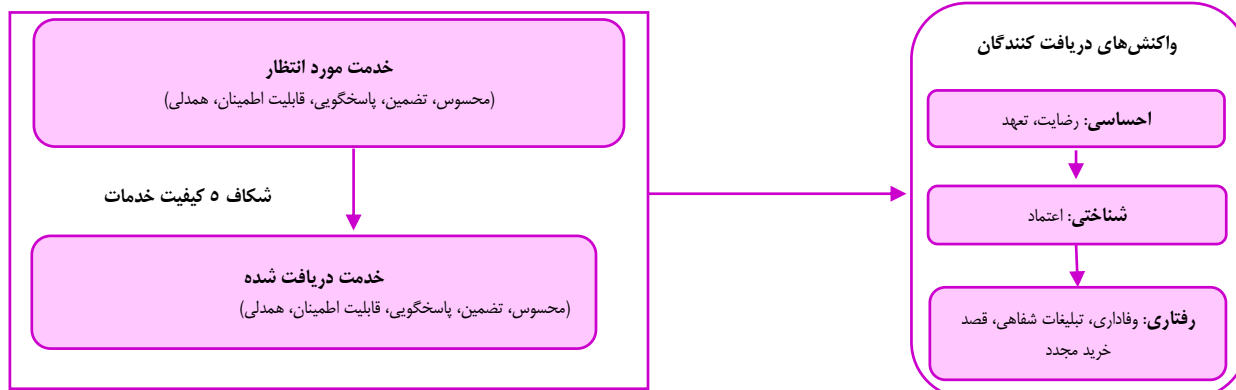 خدمت مورد انتظار
(محسوس، تضمین، پاسخگویی، قابلیت اطمینان، همدلی)
شکاف ۵ کیفیت خدمات
خدمت دریافت شده
(محسوس، تضمین، پاسخگویی، قابلیت اطمینان، همدلی)
واکنش‌های دریافت کنندگان
احساسی: رضایت، تعهد
شناختی: اعتماد
رفتاری: وفاداری، تبلیغات شفاهی، قصد
خرید مجدد